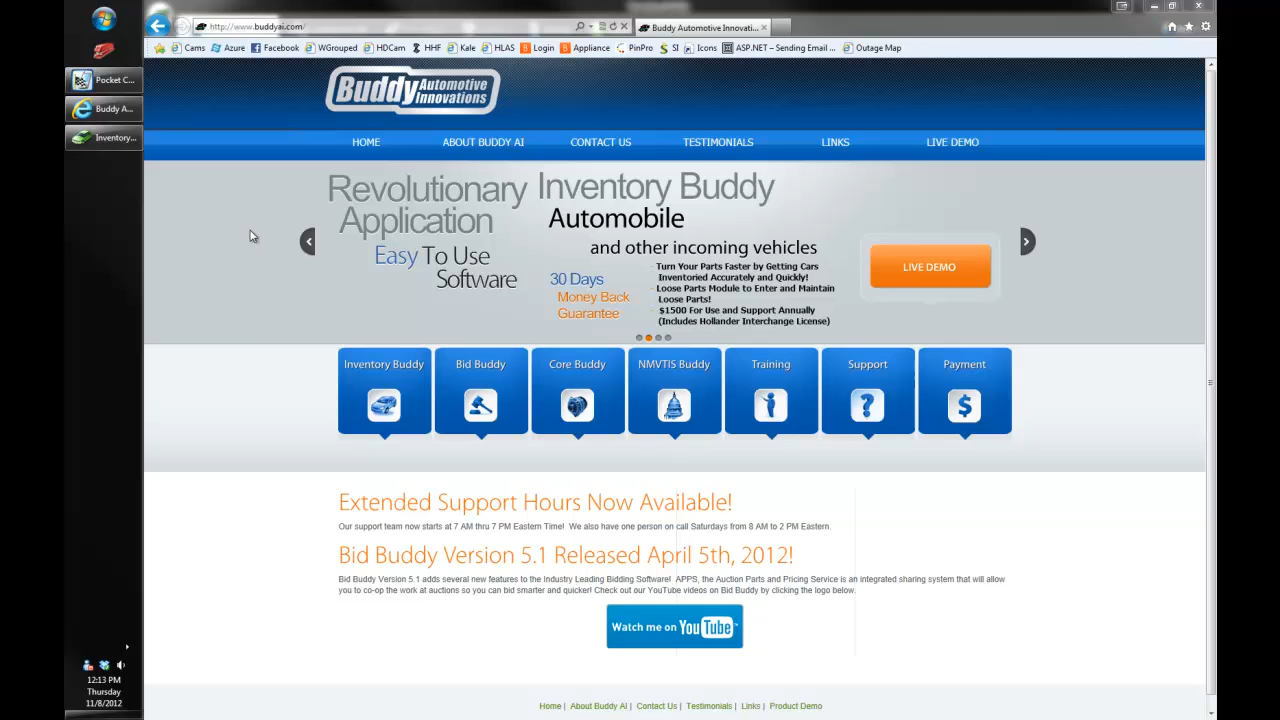 http://www.buddyai.com/
Buddy Automotive Innovati...
Cams Azure Facebook WGrouped HDCam HHF Kale HLAS Login Appliance PinPro SI Icons ASP.NET – Sending Email ... Outage Map
Pocket C...
Buddy A...
Inventory...
Buddy Automotive
Innovations
HOME ABOUT BUDDY AI CONTACT US TESTIMONIALS LINKS LIVE DEMO
Revolutionary
Application
Easy To Use
Software
Inventory Buddy
Automobile
and other incoming vehicles
30 Days
Money Back
Guarantee
- Turn Your Parts Faster by Getting Cars
Inventoried Accurately and Quickly!
- Loose Parts Module to Enter and Maintain
Loose Parts!
- $1500 For Use and Support Annually
(Includes Hollander Interchange License)
LIVE DEMO
Inventory Buddy Bid Buddy Core Buddy NMVTIS Buddy Training Support Payment
Extended Support Hours Now Available!
Our support team now starts at 7 AM thru 7 PM Eastern Time! We also have one person on call Saturdays from 8 AM to 2 PM Eastern.
Bid Buddy Version 5.1 Released April 5th, 2012!
Bid Buddy Version 5.1 adds several new features to the Industry Leading Bidding Software! APPS, the Auction Parts and Pricing Service is an integrated sharing system that will allow
you to co-op the work at auctions so you can bid smarter and quicker! Check out our YouTube videos on Bid Buddy by clicking the logo below.
Watch me on YouTube
Home | About Buddy AI | Contact Us | Testimonials | Links | Product Demo
12:13 PM
Thursday
11/8/2012